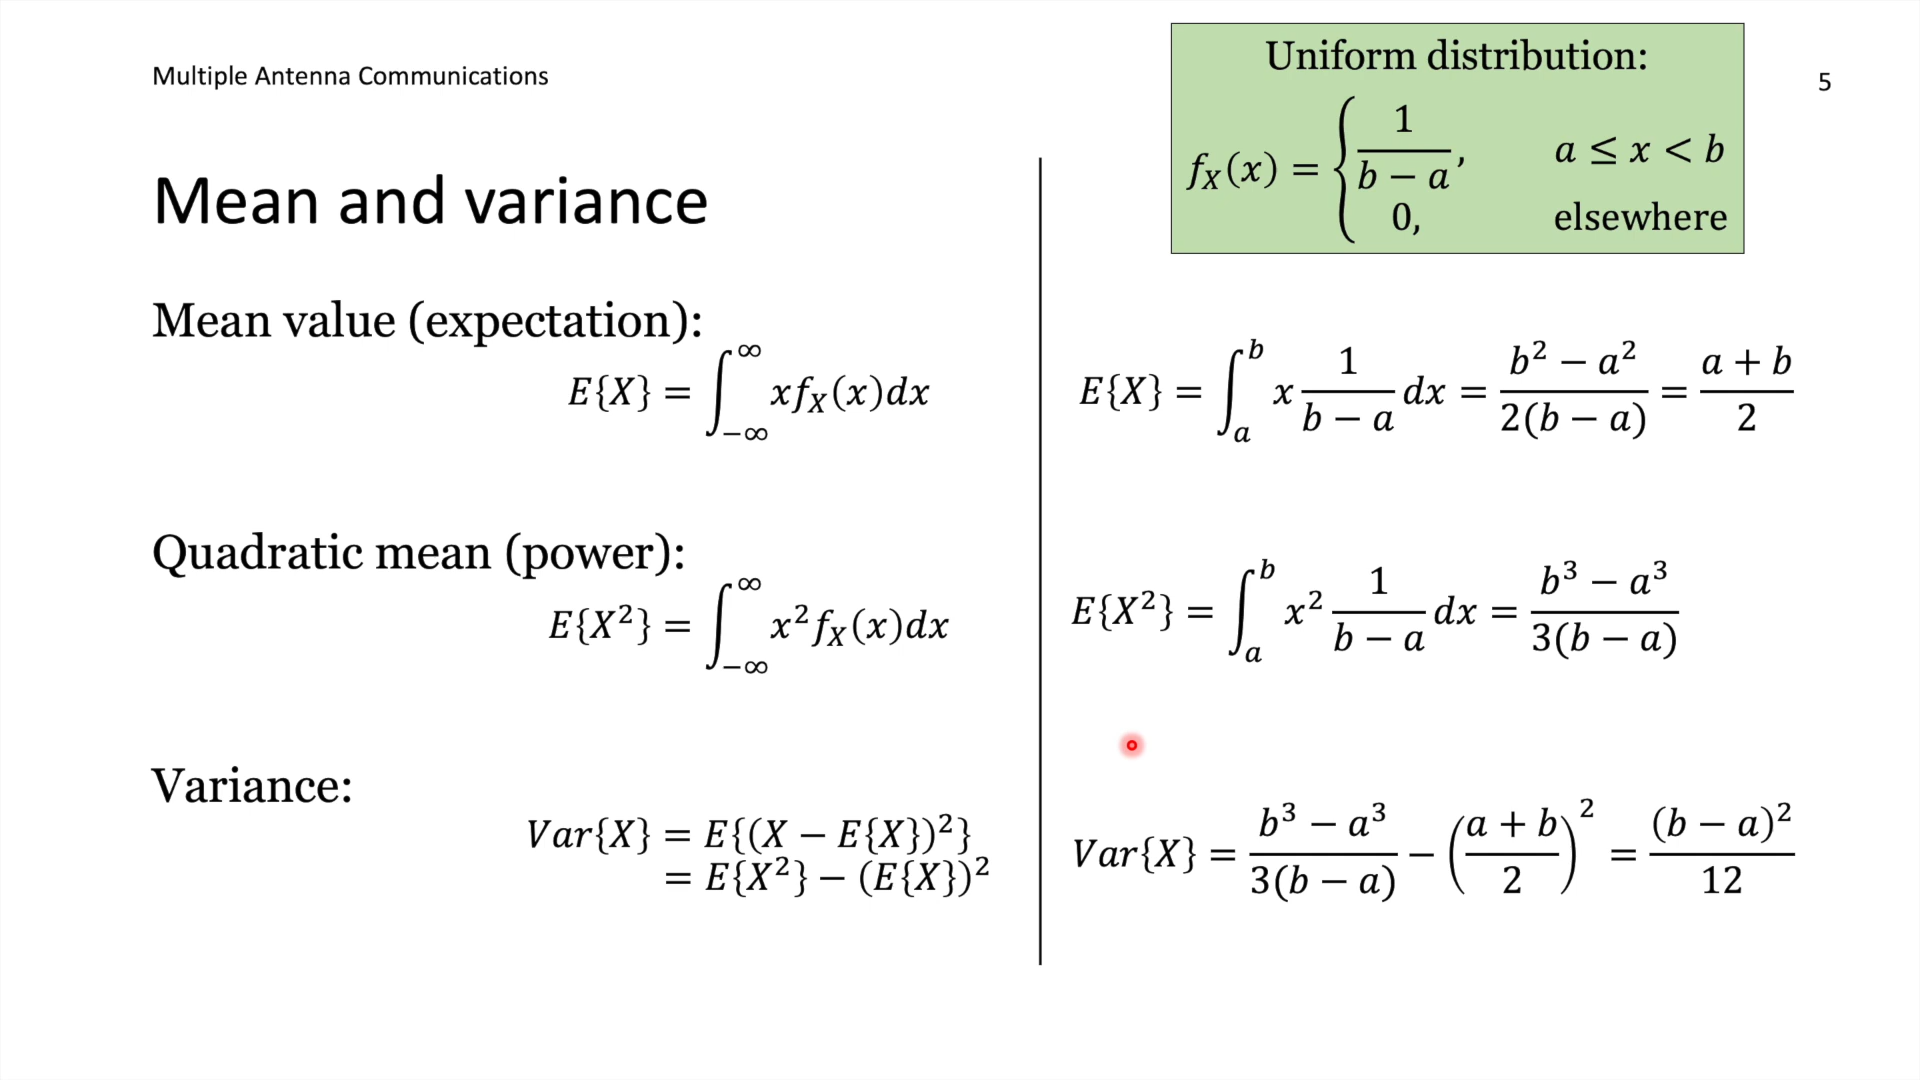 Multiple Antenna Communications
5
Uniform distribution:
f_X(x) = { 1/(b − a), a ≤ x < b
0, elsewhere
Mean and variance
Mean value (expectation):
E{X} = ∫_{−∞}^{∞} x f_X(x)dx
E{X} = ∫_a^b x 1/(b − a) dx = (b² − a²)/(2(b − a)) = (a + b)/2
Quadratic mean (power):
E{X²} = ∫_{−∞}^{∞} x² f_X(x)dx
E{X²} = ∫_a^b x² 1/(b − a) dx = (b³ − a³)/(3(b − a))
Variance:
Var{X} = E{(X − E{X})²}
= E{X²} − (E{X})²
Var{X} = (b³ − a³)/(3(b − a)) − ((a + b)/2)² = (b − a)²/12